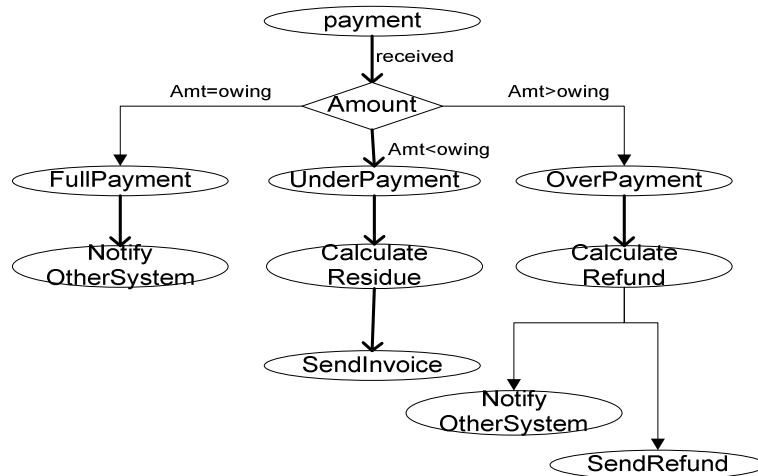 payment
received
Amount
Amt=owing
Amt>owing
Amt<owing
FullPayment
UnderPayment
OverPayment
Notify
OtherSystem
Calculate
Residue
Calculate
Refund
SendInvoice
Notify
OtherSystem
SendRefund